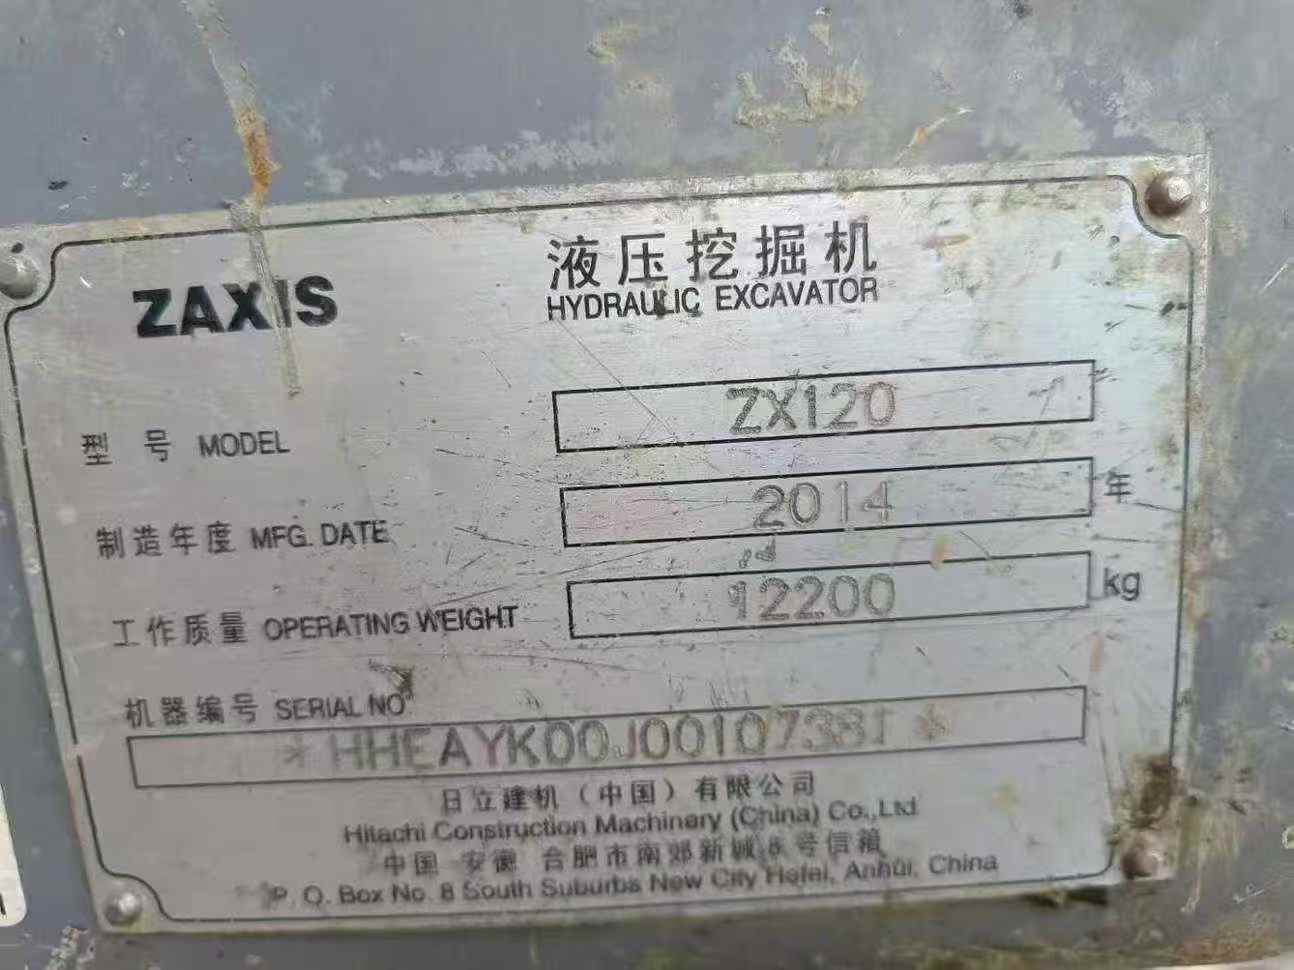 ZAXIS
液压挖掘机
HYDRAULIC EXCAVATOR
型号 MODEL ZX120
制造年度 MFG. DATE 2014 年
工作质量 OPERATING WEIGHT 12200 kg
机器编号 SERIAL NO
*HHEAYK00J00107381*
日立建机（中国）有限公司
Hitachi Construction Machinery (China) Co.,Ltd
中国 安徽 合肥市南郊新城8号信箱
P. O. Box No. 8 South Suburbs New City Hefei, Anhui, China